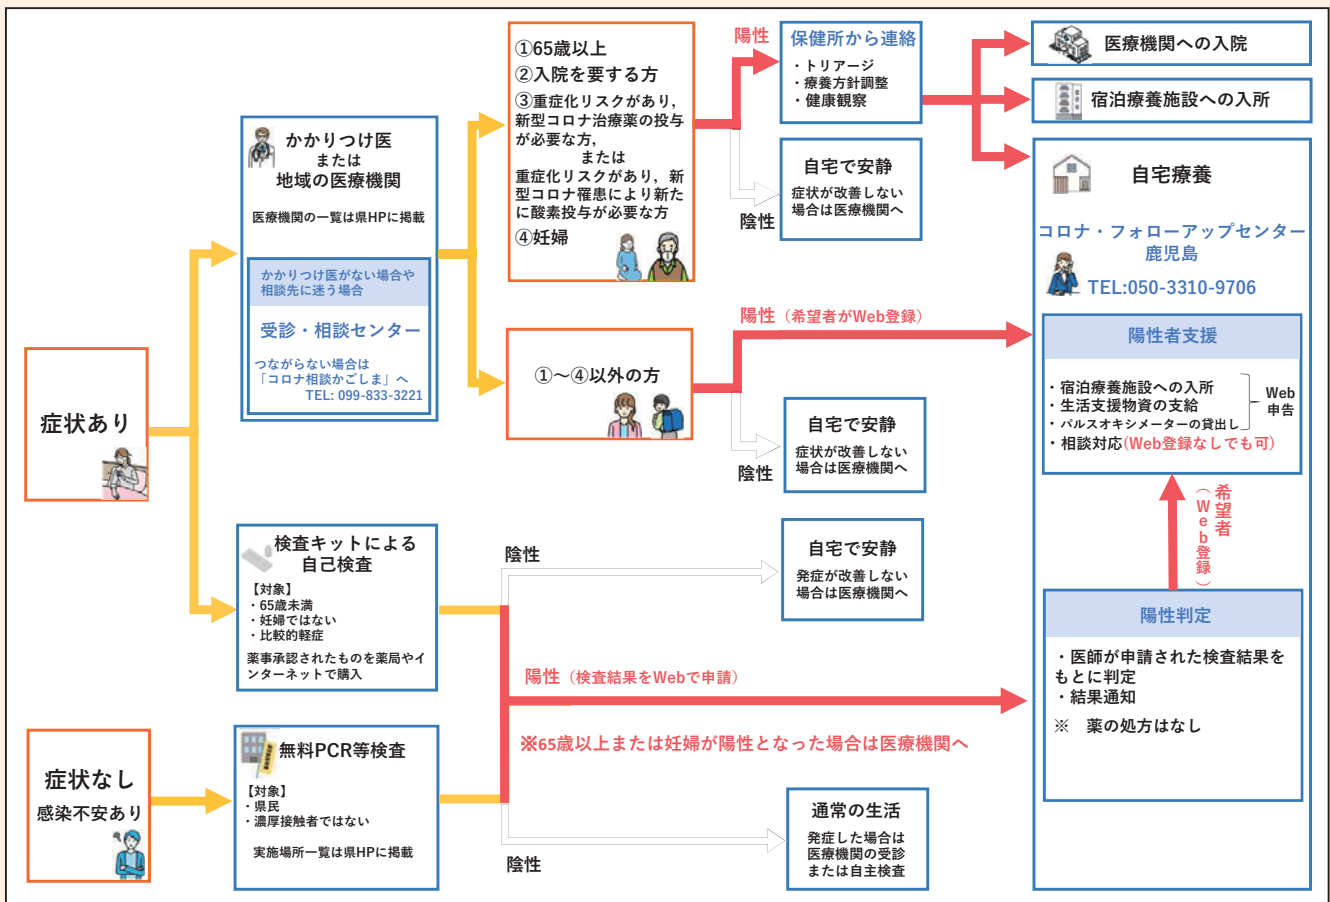 症状あり
症状なし
感染不安あり
かかりつけ医
または
地域の医療機関
医療機関の一覧は県HPに掲載
かかりつけ医がない場合や
相談先に迷う場合
受診・相談センター
つながらない場合は
「コロナ相談かごしま」へ
TEL: 099-833-3221
検査キットによる
自己検査
【対象】
・65歳未満
・妊婦ではない
・比較的軽症
薬事承認されたものを薬局やイ
ンターネットで購入
無料PCR等検査
【対象】
・県民
・濃厚接触者ではない
実施場所一覧は県HPに掲載
①65歳以上
②入院を要する方
③重症化リスクがあり，
新型コロナ治療薬の投与
が必要な方，
または
重症化リスクがあり，新
型コロナ罹患により新た
に酸素投与が必要な方
④妊婦
①～④以外の方
陽性
陰性
保健所から連絡
・トリアージ
・療養方針調整
・健康観察
自宅で安静
症状が改善しない
場合は医療機関へ
陽性（希望者がWeb登録）
陰性
自宅で安静
症状が改善しない
場合は医療機関へ
陰性
自宅で安静
発症が改善しない
場合は医療機関へ
陽性（検査結果をWebで申請）
※65歳以上または妊婦が陽性となった場合は医療機関へ
陰性
通常の生活
発症した場合は
医療機関の受診
または自主検査
医療機関への入院
宿泊療養施設への入所
自宅療養
コロナ・フォローアップセンター
鹿児島
TEL:050-3310-9706
陽性者支援
・宿泊療養施設への入所
・生活支援物資の支給
・パルスオキシメーターの貸出し
・相談対応(Web登録なしでも可)
Web
申告
希望者
（Web登録）
陽性判定
・医師が申請された検査結果を
もとに判定
・結果通知
※　薬の処方はなし